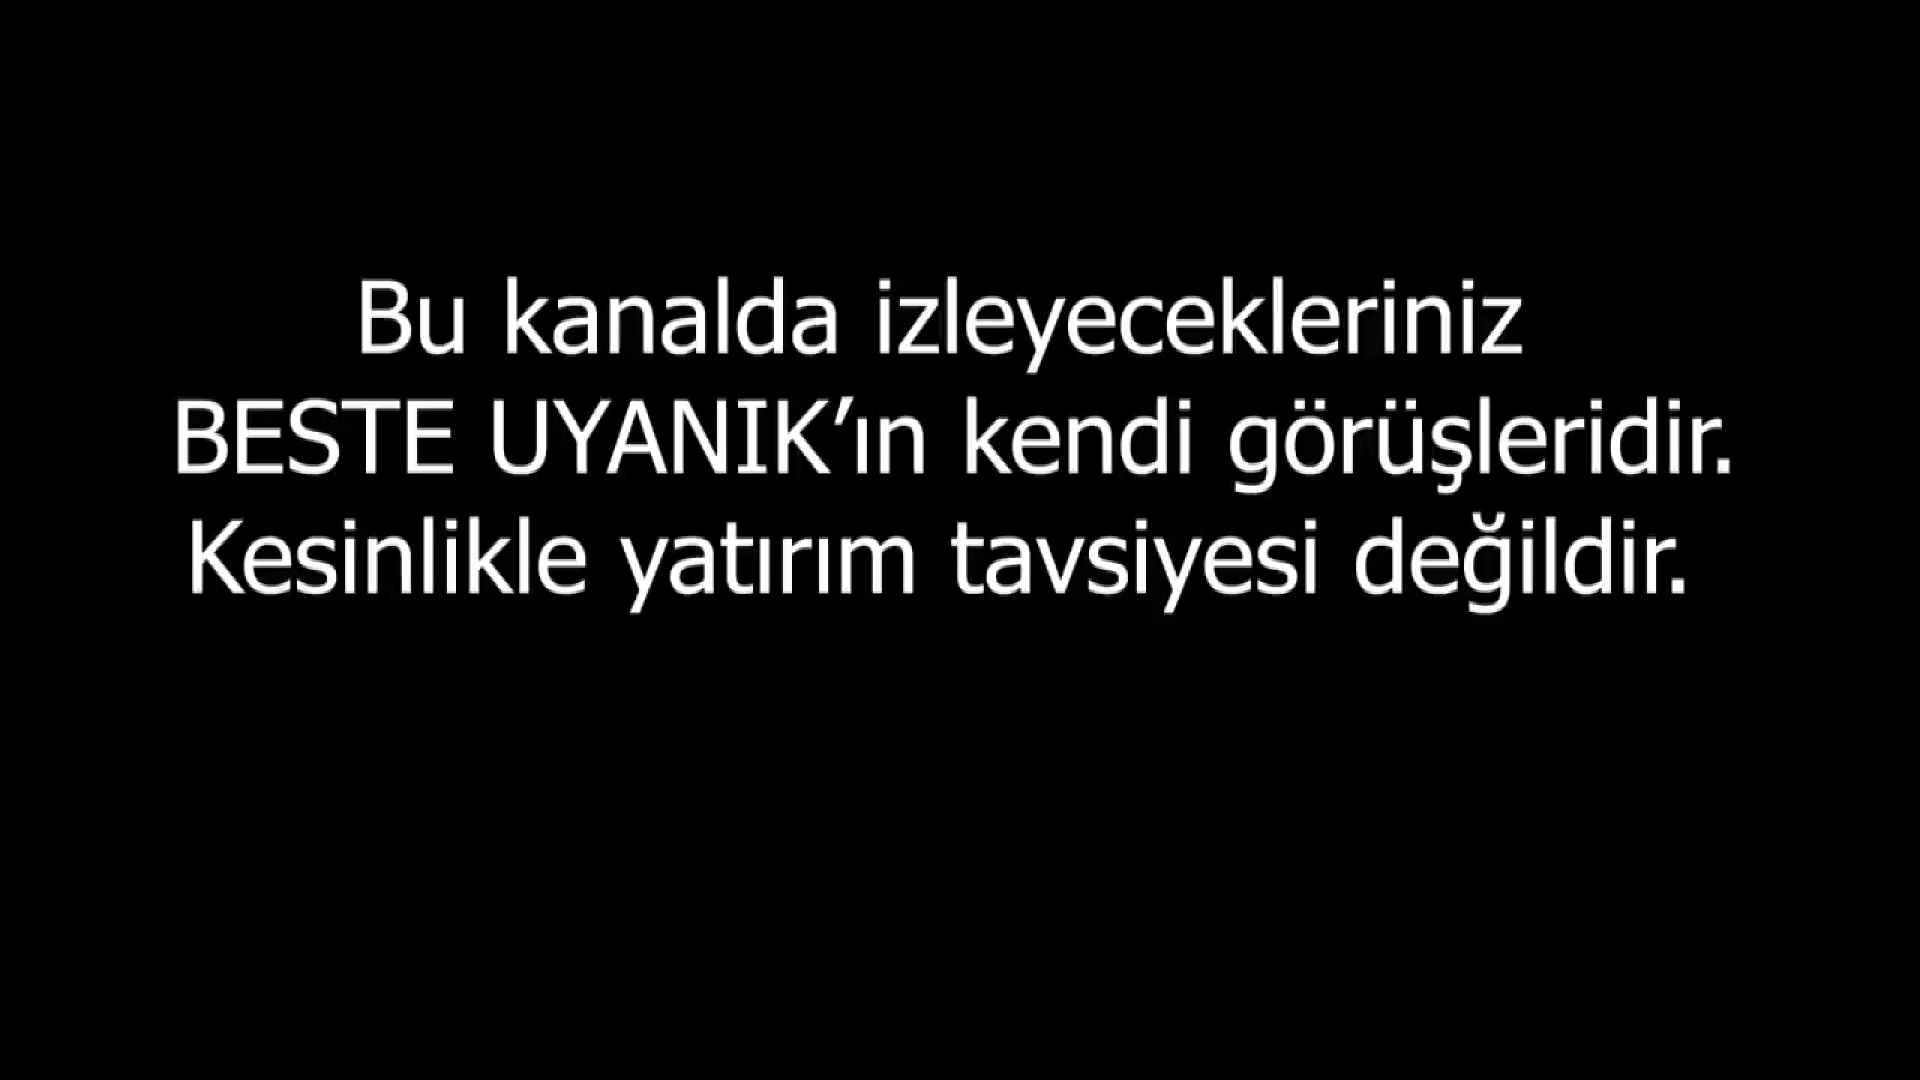 Bu kanalda izleyecekleriniz
BESTE UYANIK’ın kendi görüşleridir.
Kesinlikle yatırım tavsiyesi değildir.